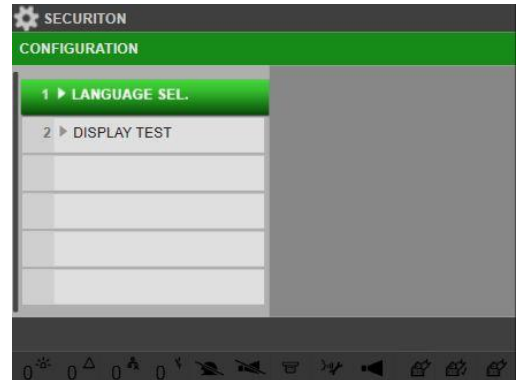 SECURITON
CONFIGURATION
1 LANGUAGE SEL.
2 DISPLAY TEST
0 0 0 0